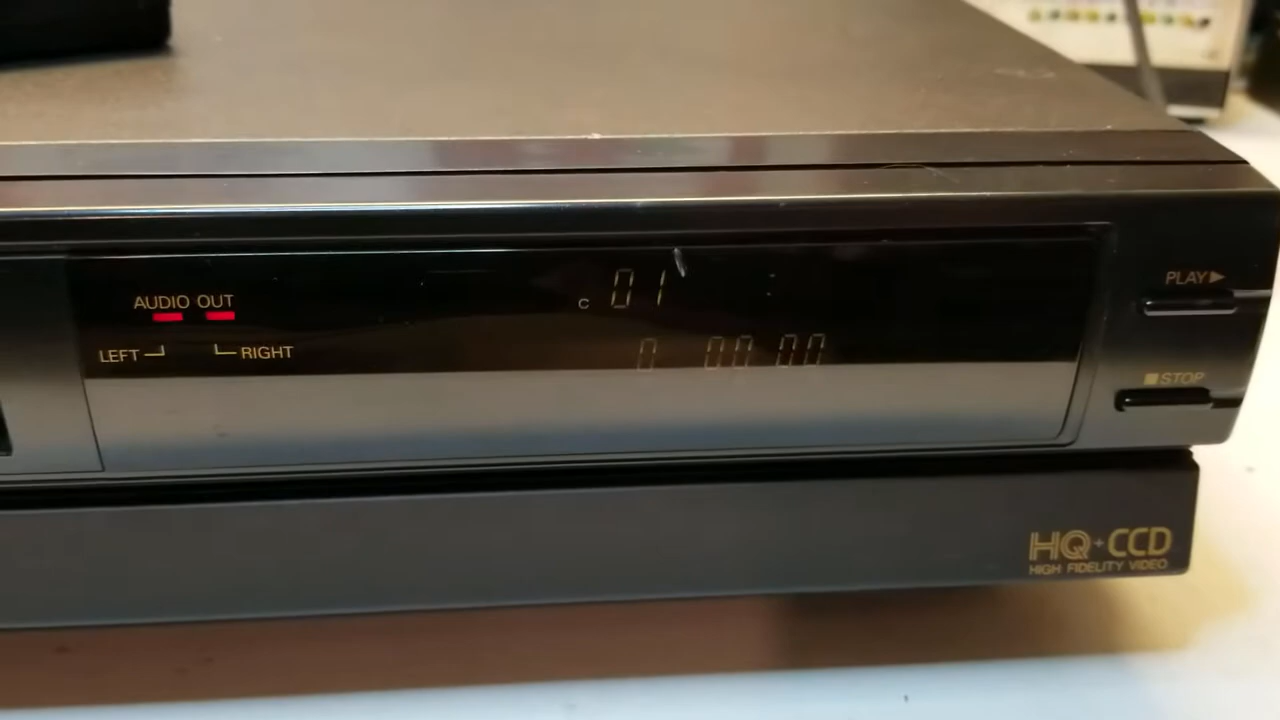 AUDIO OUT
LEFT RIGHT
C 01
0 00 00
PLAY▶
■STOP
HQ+CCD
HIGH FIDELITY VIDEO